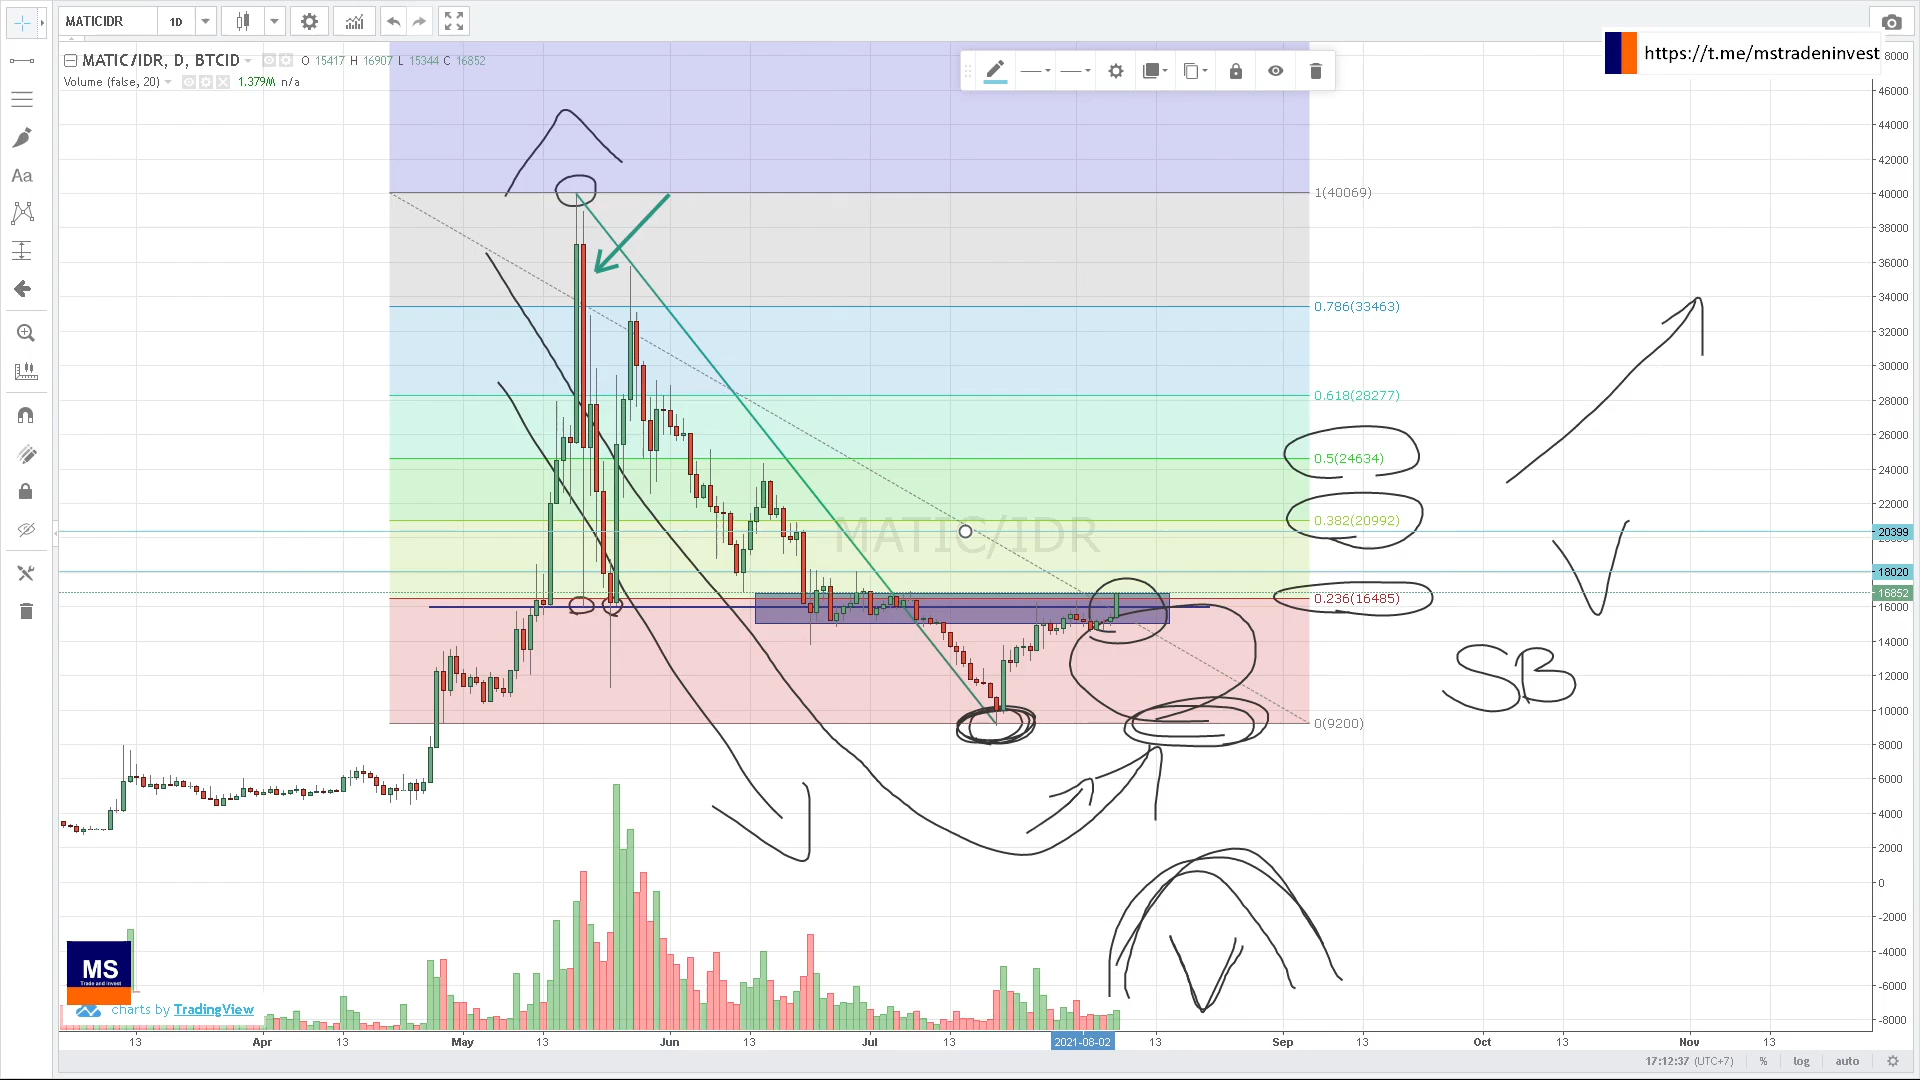 MATICIDR 1D
https://t.me/mstradeninvest
MATIC/IDR, D, BTCID O 15417 H 16907 L 15344 C 16852
Volume (false, 20) 1.379M n/a
Aa
8000
46000
44000
42000
40000
38000
36000
34000
32000
30000
28000
26000
24000
22000
20399
18020
16852
16000
14000
12000
10000
8000
6000
4000
2000
0
-2000
-4000
-6000
-8000
1(40069)
0.786(33463)
0.618(28277)
0.5(24634)
0.382(20992)
0.236(16485)
0(9200)
MATIC/IDR
V
SB
V
MS
Trade and Invest
charts by TradingView
13 Apr 13 May 13 Jun 13 Jul 13 2021-08-02 13 Sep 13 Oct 13 Nov 13
17:12:37 (UTC+7) % log auto